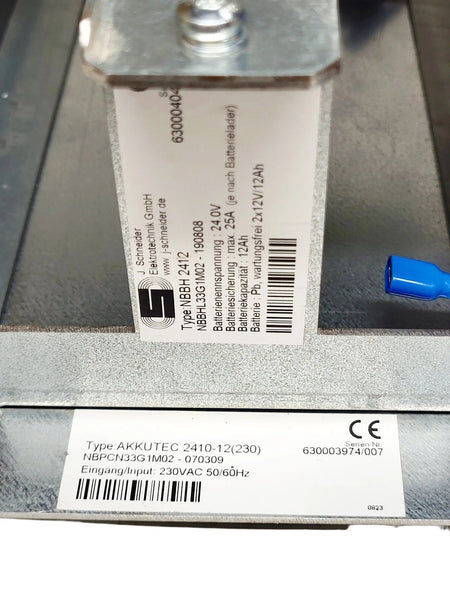 J. Schneider
Elektrotechnik GmbH
www.j-schneider.de
Type:NBBH 2412
NBBHL33G1M02 - 190808
Batterienennspannung : 24.0V
Batteriesicherung : max. 25A (je nach Batterielader)
Batteriekapazität : 12Ah
Batterie : Pb, wartungsfrei 2x12V/12Ah
63000404
Type:AKKUTEC 2410-12(230)
NBPCN33G1M02 - 070309
Eingang/Input: 230VAC 50/60Hz
CE
Serien-Nr.
630003974/007
0823